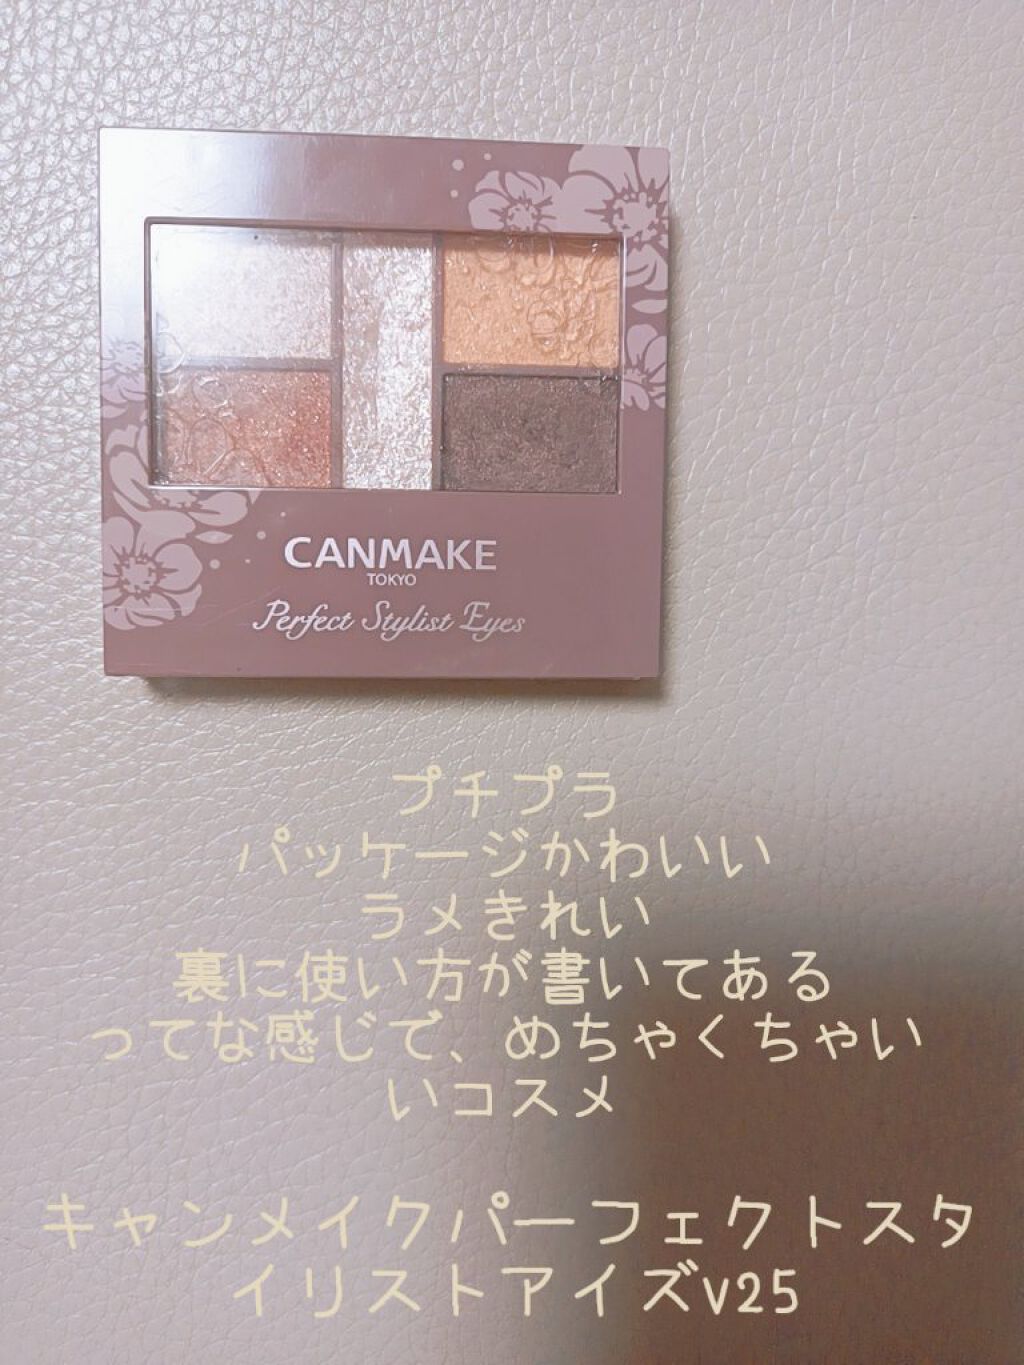 CANMAKE
TOKYO
Perfect Stylist Eyes
プチプラ
パッケージかわいい
ラメきれい
裏に使い方が書いてある
ってな感じで、めちゃくちゃい
いコスメ
キャンメイクパーフェクトスタ
イリストアイズV25